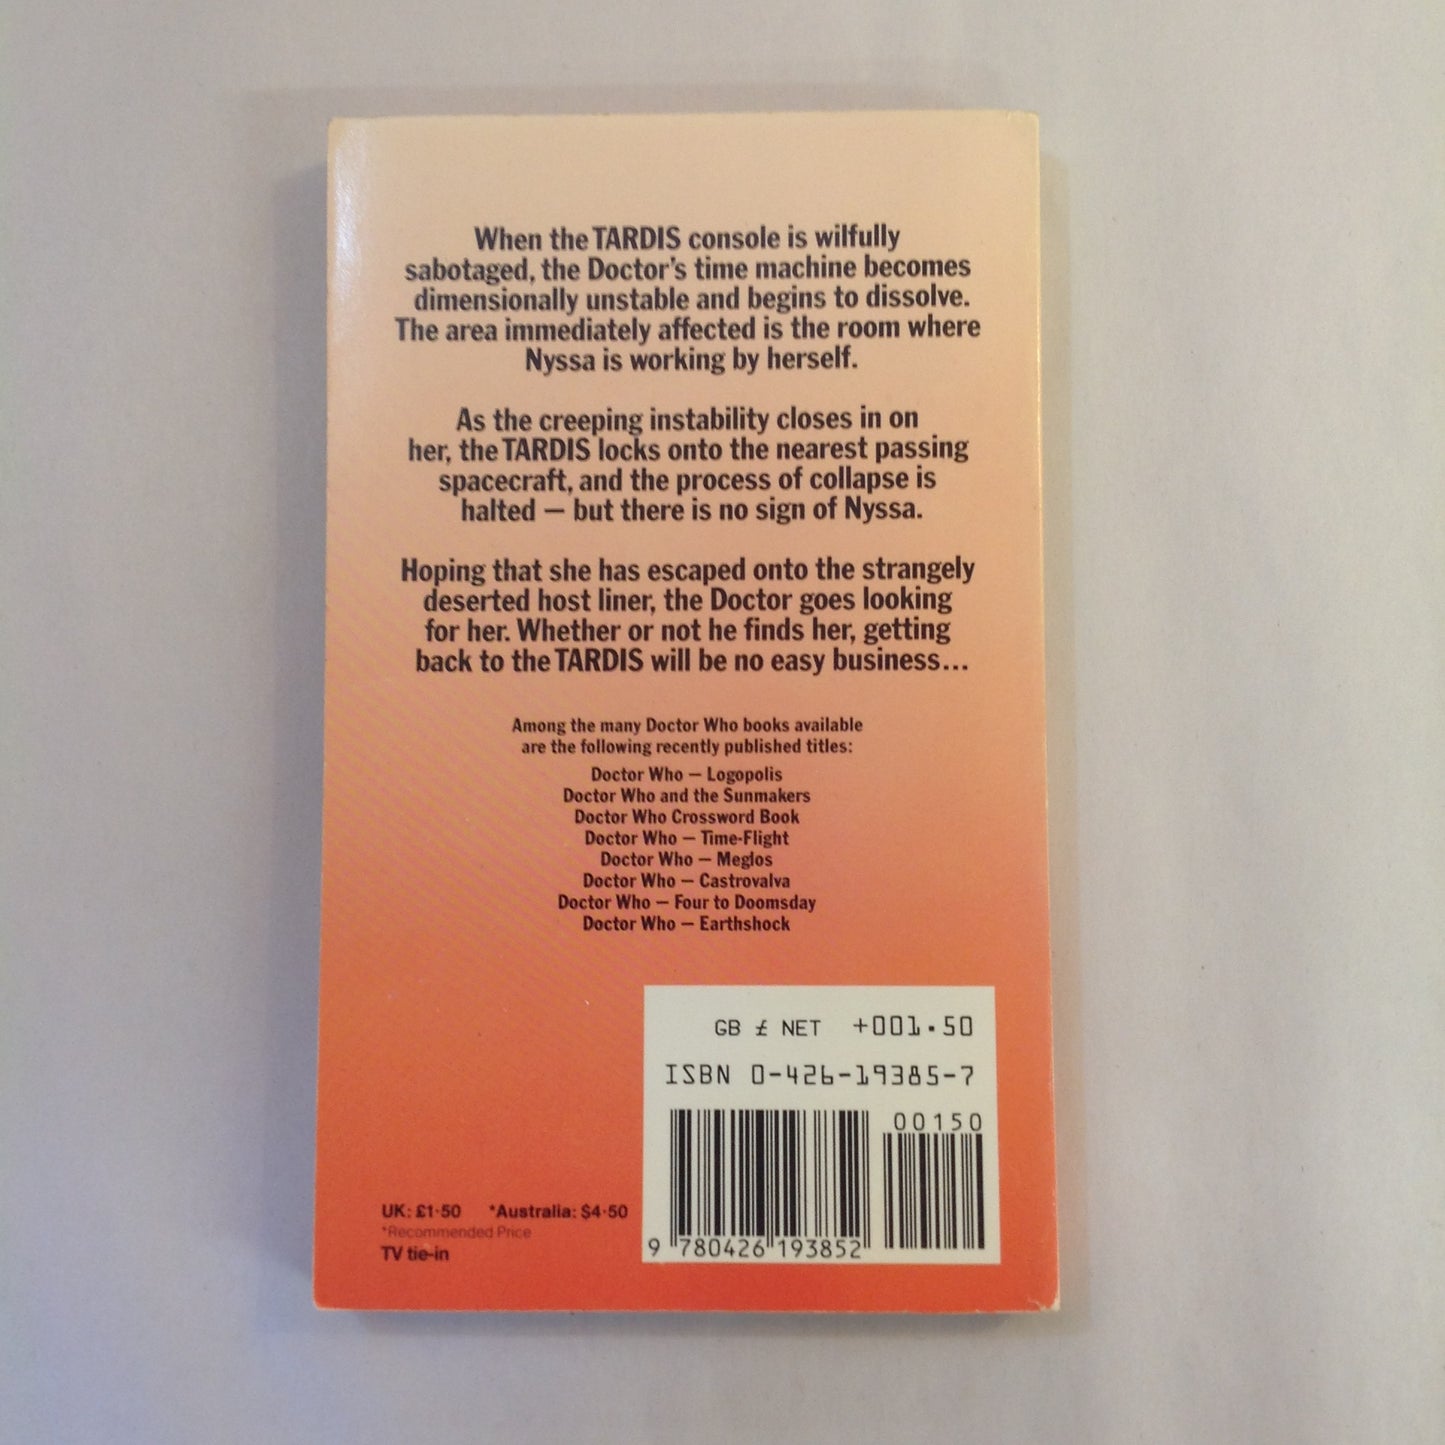 When the TARDIS console is wilfully
sabotaged, the Doctor's time machine becomes
dimensionally unstable and begins to dissolve.
The area immediately affected is the room where
Nyssa is working by herself.
As the creeping instability closes in on
her, the TARDIS locks onto the nearest passing
spacecraft, and the process of collapse is
halted — but there is no sign of Nyssa.
Hoping that she has escaped onto the strangely
deserted host liner, the Doctor goes looking
for her. Whether or not he finds her, getting
back to the TARDIS will be no easy business...
Among the many Doctor Who books available
are the following recently published titles:
Doctor Who — Logopolis
Doctor Who and the Sunmakers
Doctor Who Crossword Book
Doctor Who — Time-Flight
Doctor Who — Meglos
Doctor Who — Castrovalva
Doctor Who — Four to Doomsday
Doctor Who — Earthshock
GB £ NET +001.50
ISBN 0-426-19385-7
00150
9 780426 193852
UK: £1·50 *Australia: $4·50
*Recommended Price
TV tie-in